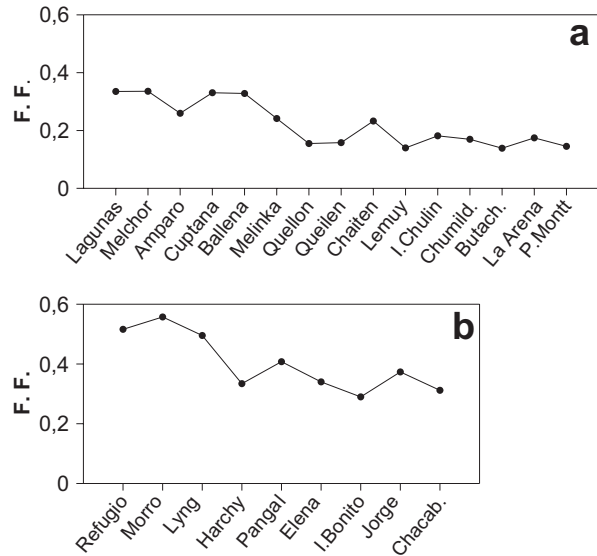 0,6
a
0,4
F. F.
0,2
0
Lagunas
Melchor
Amparo
Cuptana
Ballena
Melinka
Quellon
Queilen
Chaiten
Lemuy
I.Chulin
Chumild.
Butach.
La Arena
P.Montt
0,6
b
0,4
F. F.
0,2
0
Refugio
Morro
Lyng
Harchy
Pangal
Elena
I.Bonito
Jorge
Chacab.